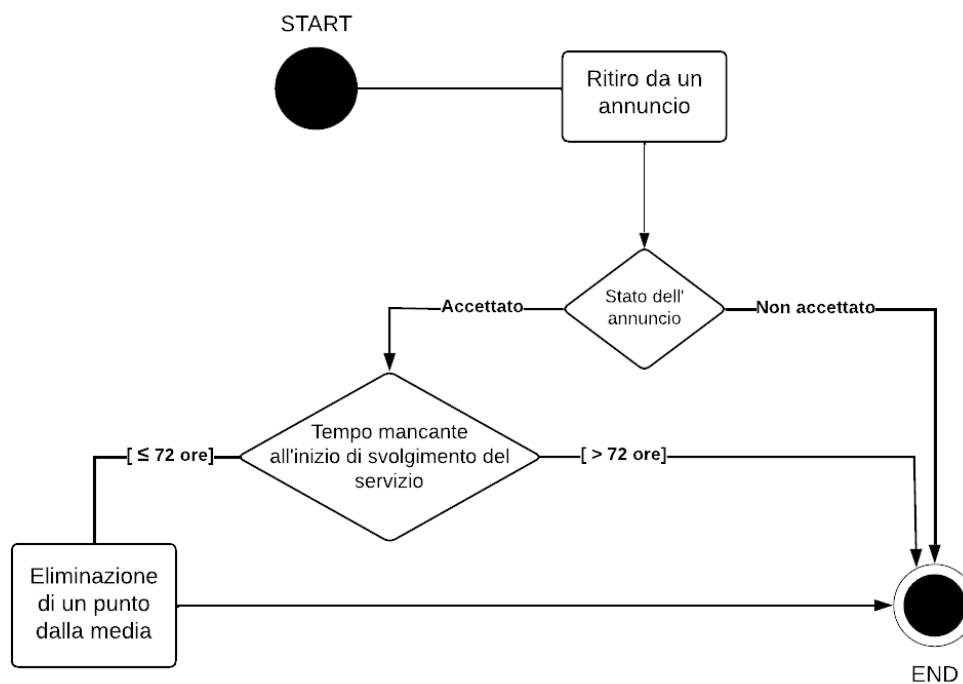 START
Ritiro da un
annuncio
Stato dell'
annuncio
Accettato
Non accettato
Tempo mancante
all'inizio di svolgimento del
servizio
[ ≤ 72 ore]
[ > 72 ore]
Eliminazione
di un punto
dalla media
END